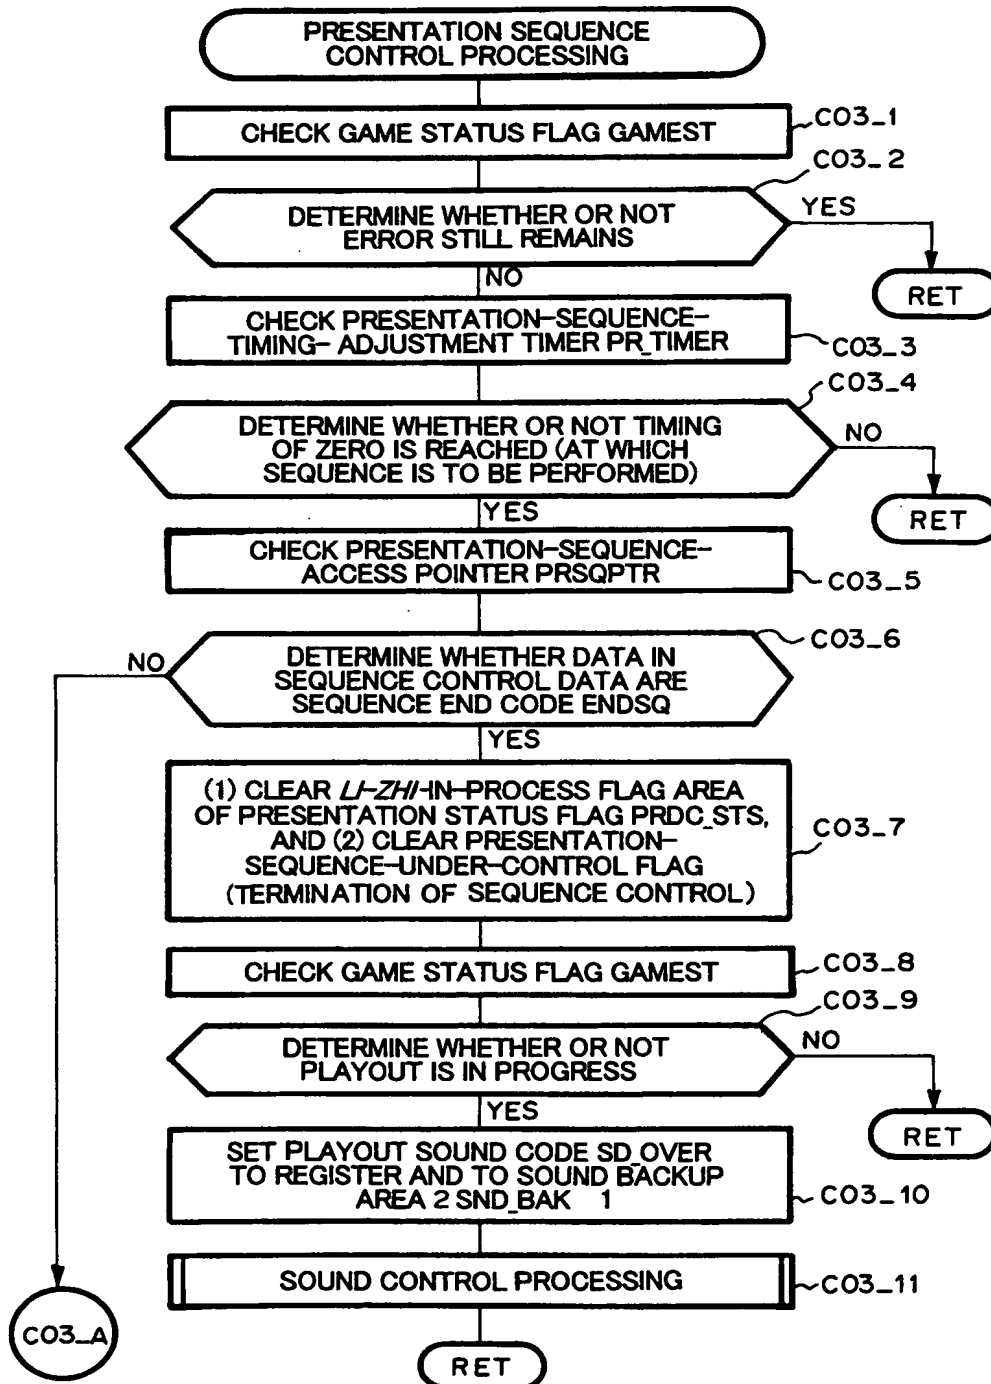 PRESENTATION SEQUENCE
CONTROL PROCESSING
CHECK GAME STATUS FLAG GAMEST
C03_1
C03_2
DETERMINE WHETHER OR NOT
ERROR STILL REMAINS
YES
NO
RET
CHECK PRESENTATION-SEQUENCE-
TIMING- ADJUSTMENT TIMER PR_TIMER
C03_3
C03_4
DETERMINE WHETHER OR NOT TIMING
OF ZERO IS REACHED (AT WHICH
SEQUENCE IS TO BE PERFORMED)
NO
YES
RET
CHECK PRESENTATION-SEQUENCE-
ACCESS POINTER PRSQPTR
C03_5
C03_6
NO
DETERMINE WHETHER DATA IN
SEQUENCE CONTROL DATA ARE
SEQUENCE END CODE ENDSQ
YES
(1) CLEAR LI-ZHI-IN-PROCESS FLAG AREA
OF PRESENTATION STATUS FLAG PRDC_STS,
AND (2) CLEAR PRESENTATION-
SEQUENCE-UNDER-CONTROL FLAG
(TERMINATION OF SEQUENCE CONTROL)
C03_7
CHECK GAME STATUS FLAG GAMEST
C03_8
C03_9
DETERMINE WHETHER OR NOT
PLAYOUT IS IN PROGRESS
NO
YES
RET
SET PLAYOUT SOUND CODE SD_OVER
TO REGISTER AND TO SOUND BACKUP
AREA 2 SND_BAK 1
C03_10
SOUND CONTROL PROCESSING
C03_11
C03_A
RET